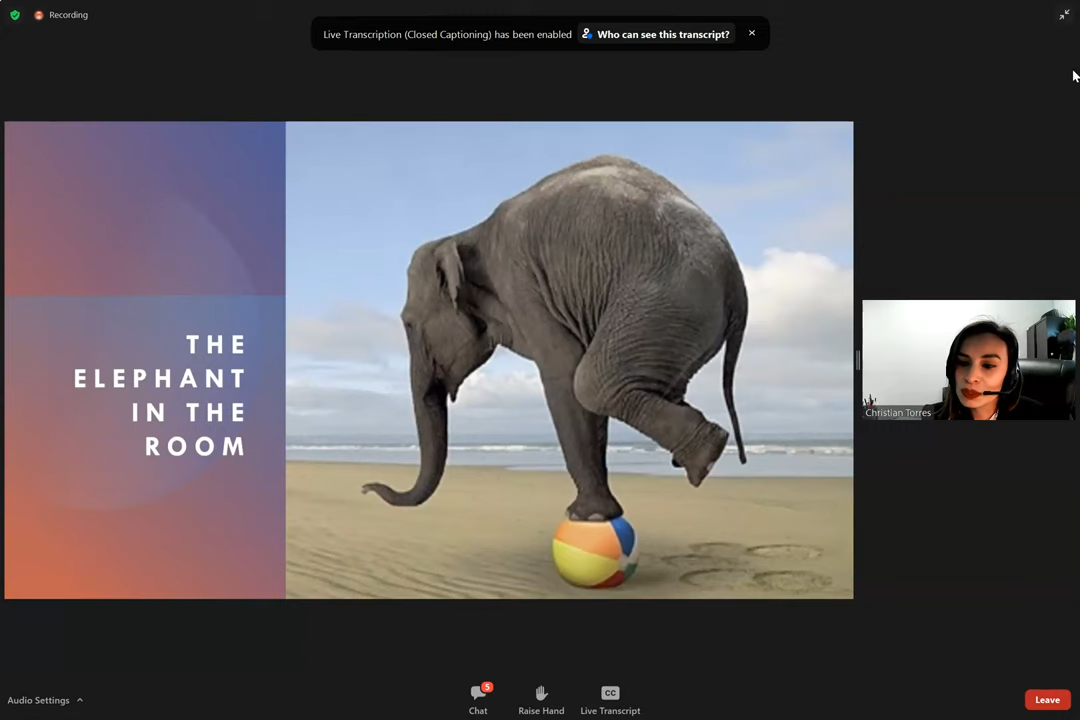 Recording
Live Transcription (Closed Captioning) has been enabled Who can see this transcript?
THE
ELEPHANT
IN THE
ROOM
Christian Torres
Audio Settings
5
CC
Chat
Raise Hand
Live Transcript
Leave